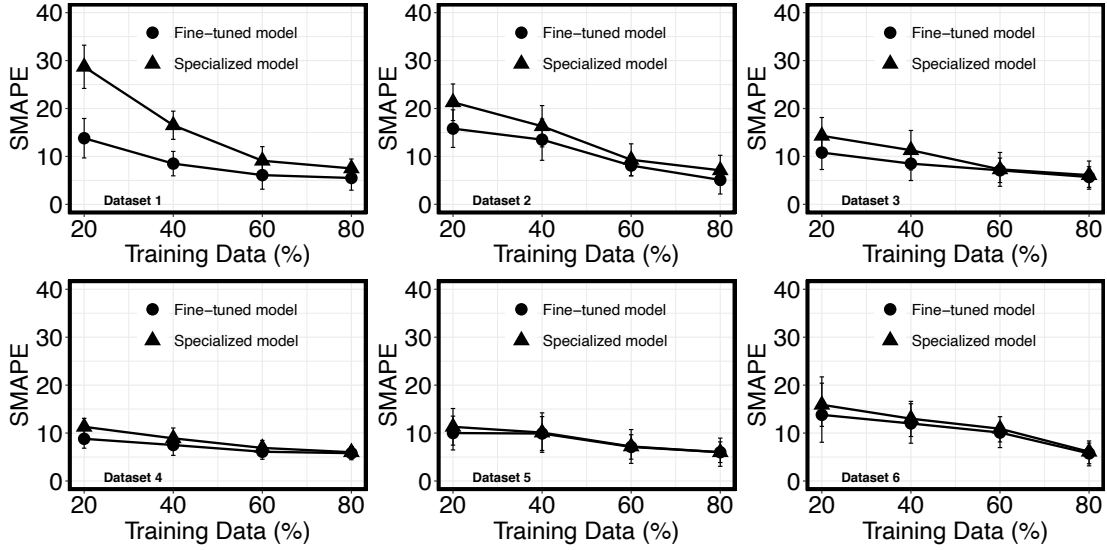 40
30
20
10
0
SMAPE
Fine-tuned model
Specialized model
Dataset 1
20 40 60 80
Training Data (%)
40
30
20
10
0
SMAPE
Fine-tuned model
Specialized model
Dataset 2
20 40 60 80
Training Data (%)
40
30
20
10
0
SMAPE
Fine-tuned model
Specialized model
Dataset 3
20 40 60 80
Training Data (%)
40
30
20
10
0
SMAPE
Fine-tuned model
Specialized model
Dataset 4
20 40 60 80
Training Data (%)
40
30
20
10
0
SMAPE
Fine-tuned model
Specialized model
Dataset 5
20 40 60 80
Training Data (%)
40
30
20
10
0
SMAPE
Fine-tuned model
Specialized model
Dataset 6
20 40 60 80
Training Data (%)